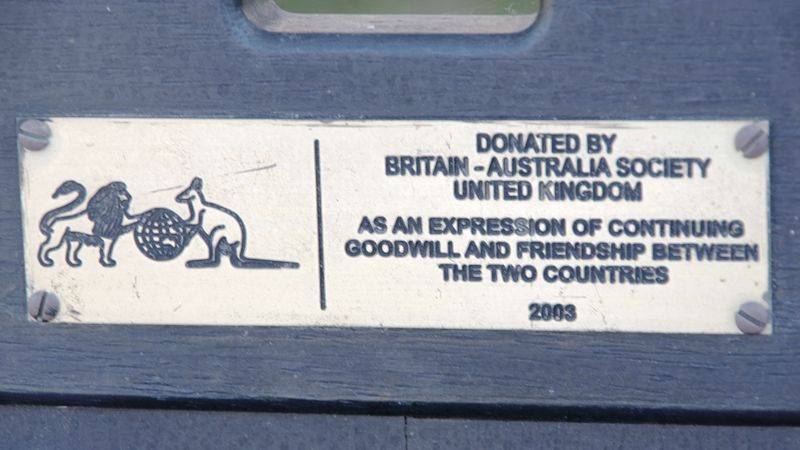 DONATED BY
BRITAIN - AUSTRALIA SOCIETY
UNITED KINGDOM
AS AN EXPRESSION OF CONTINUING
GOODWILL AND FRIENDSHIP BETWEEN
THE TWO COUNTRIES
2003